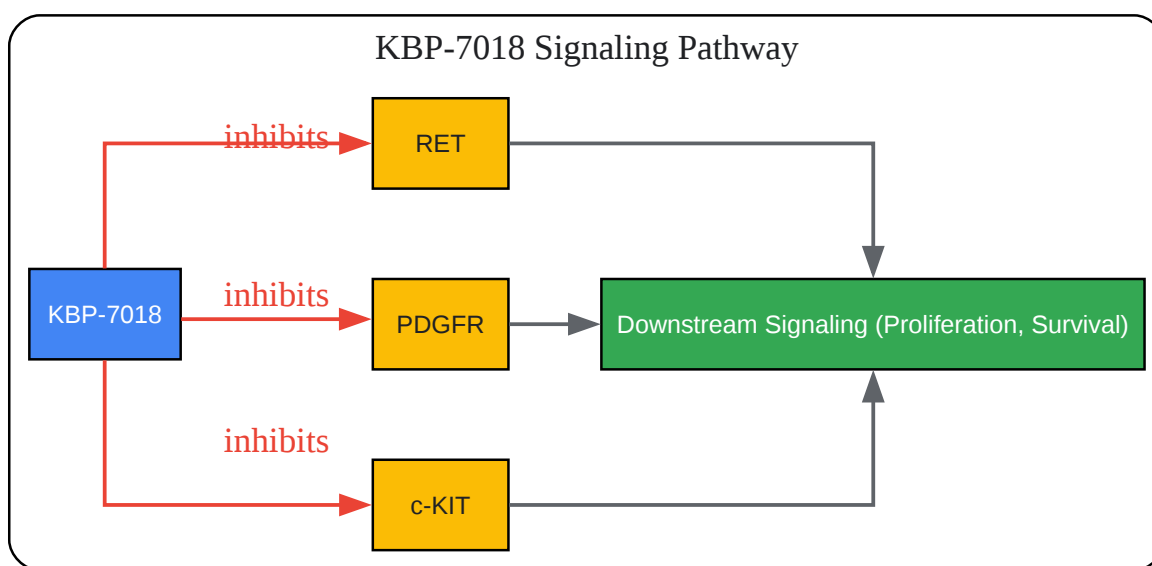 KBP-7018 Signaling Pathway
inhibits
RET
KBP-7018
inhibits
PDGFR
Downstream Signaling (Proliferation, Survival)
inhibits
c-KIT